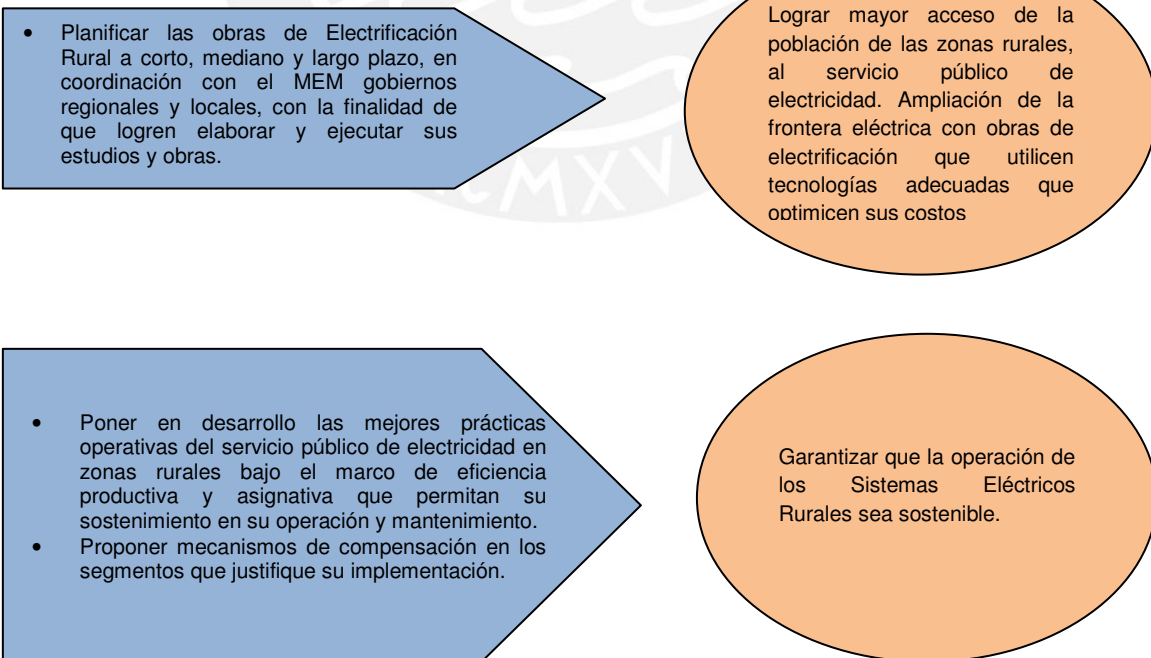 • Planificar las obras de Electrificación
Rural a corto, mediano y largo plazo, en
coordinación con el MEM gobiernos
regionales y locales, con la finalidad de
que logren elaborar y ejecutar sus
estudios y obras.
Lograr mayor acceso de la
población de las zonas rurales,
al servicio público de
electricidad. Ampliación de la
frontera eléctrica con obras de
electrificación que utilicen
tecnologías adecuadas que
optimicen sus costos
• Poner en desarrollo las mejores prácticas
operativas del servicio público de electricidad en
zonas rurales bajo el marco de eficiencia
productiva y asignativa que permitan su
sostenimiento en su operación y mantenimiento.
• Proponer mecanismos de compensación en los
segmentos que justifique su implementación.
Garantizar que la operación de
los Sistemas Eléctricos
Rurales sea sostenible.